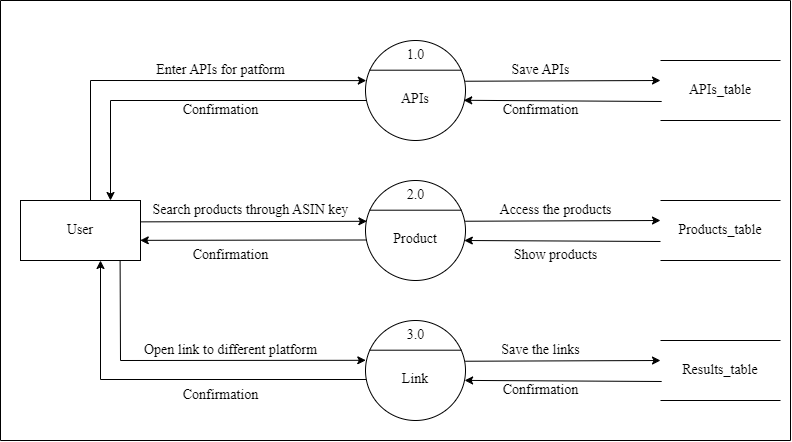 1.0
Enter APIs for patform
Save APIs
APIs
APIs_table
Confirmation
Confirmation
2.0
Search products through ASIN key
Access the products
User
Product
Products_table
Confirmation
Show products
3.0
Open link to different platform
Save the links
Link
Results_table
Confirmation
Confirmation